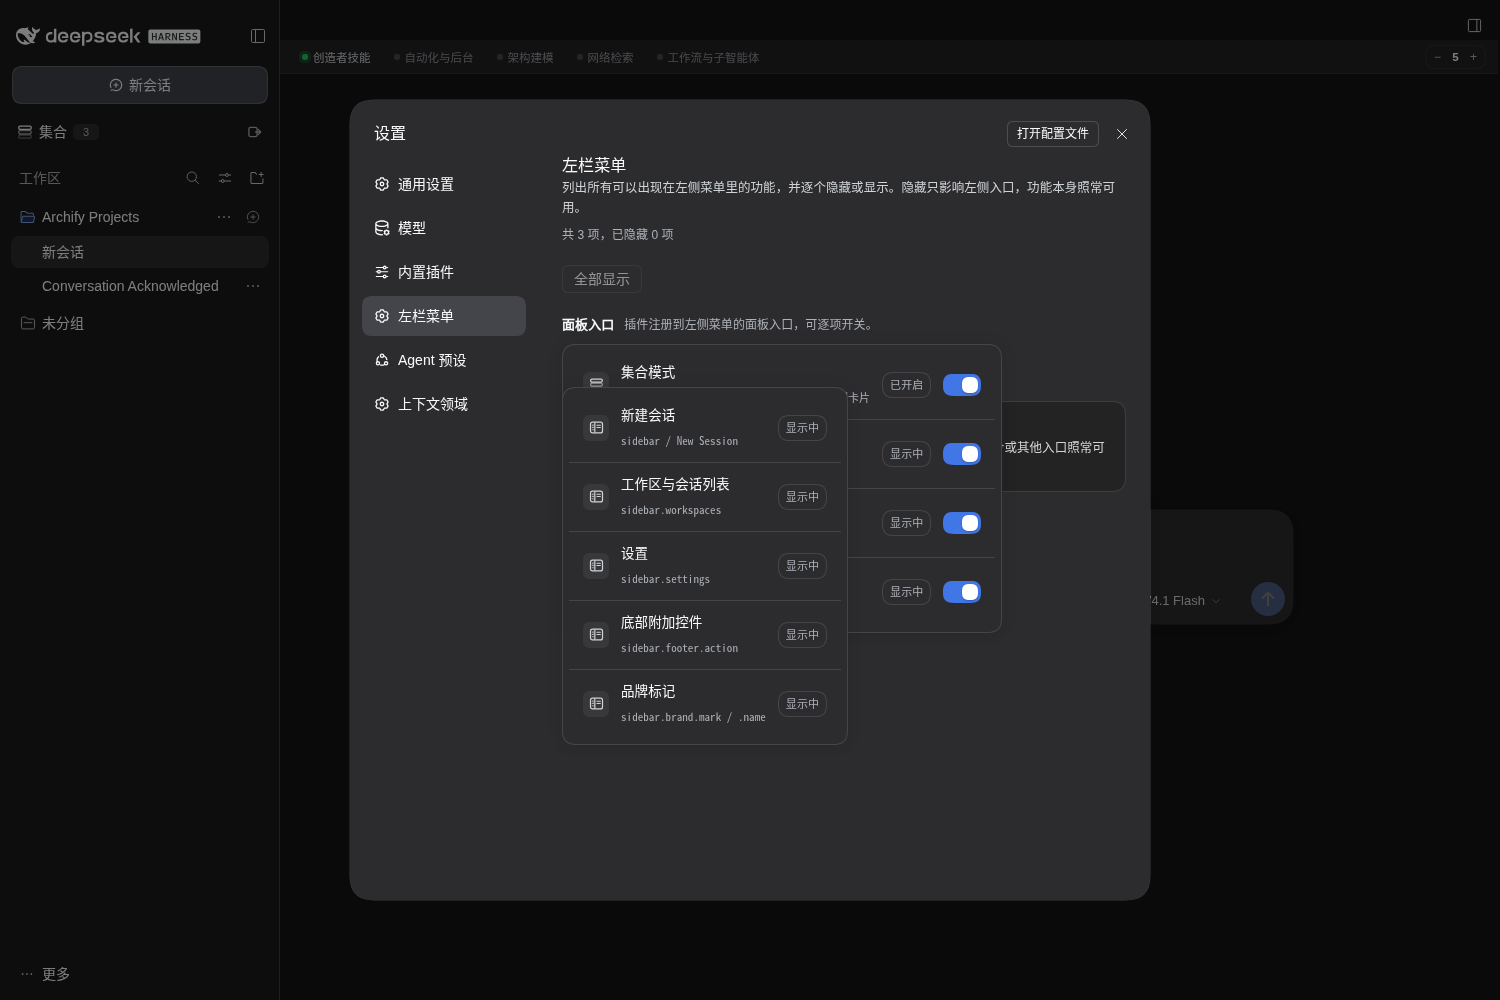 deepseek HARNESS
新会话
集合 3
工作区
Archify Projects
新会话
Conversation Acknowledged
未分组
更多
创造者技能
自动化与后台
架构建模
网络检索
工作流与子智能体
− 5 +
设置
打开配置文件
通用设置
模型
内置插件
左栏菜单
Agent 预设
上下文领域
左栏菜单
列出所有可以出现在左侧菜单里的功能，并逐个隐藏或显示。隐藏只影响左侧入口，功能本身照常可
用。
共 3 项，已隐藏 0 项
全部显示
面板入口 插件注册到左侧菜单的面板入口，可逐项开关。
集合模式
卡片
已开启
显示中
显示中
显示中
或其他入口照常可
新建会话
sidebar / New Session
显示中
工作区与会话列表
sidebar.workspaces
显示中
设置
sidebar.settings
显示中
底部附加控件
sidebar.footer.action
显示中
品牌标记
sidebar.brand.mark / .name
显示中
4.1 Flash